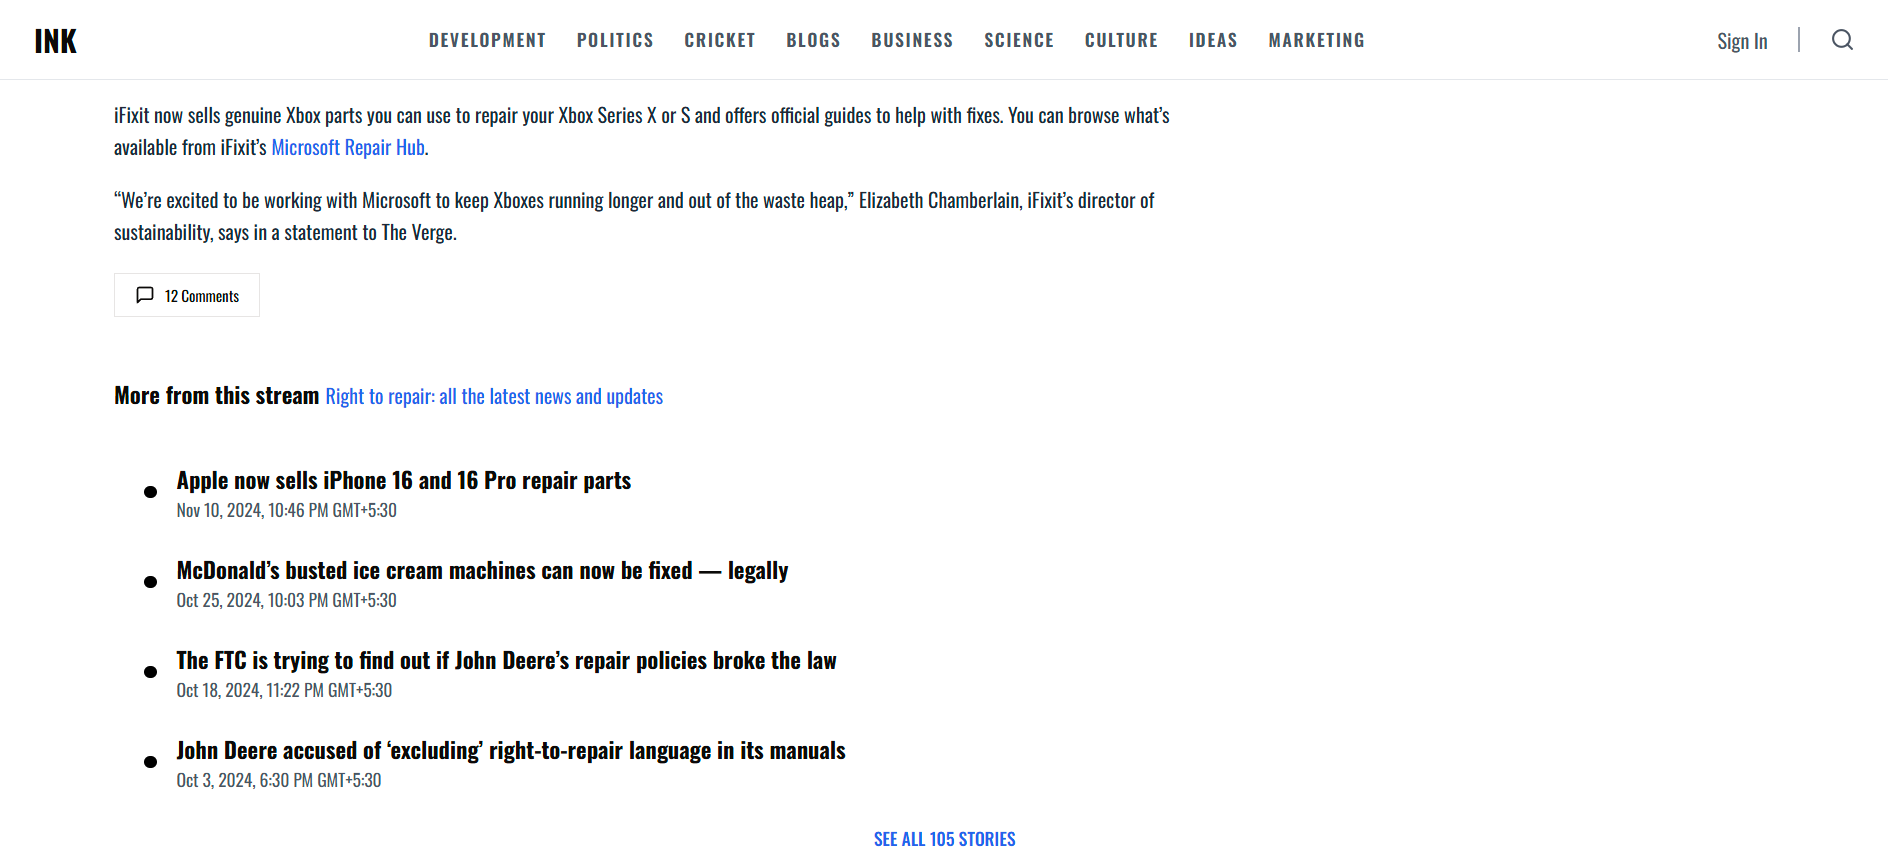 INK
DEVELOPMENT POLITICS CRICKET BLOGS BUSINESS SCIENCE CULTURE IDEAS MARKETING
Sign In
iFixit now sells genuine Xbox parts you can use to repair your Xbox Series X or S and offers official guides to help with fixes. You can browse what’s
available from iFixit’s Microsoft Repair Hub.
“We’re excited to be working with Microsoft to keep Xboxes running longer and out of the waste heap,” Elizabeth Chamberlain, iFixit’s director of
sustainability, says in a statement to The Verge.
12 Comments
More from this stream Right to repair: all the latest news and updates
Apple now sells iPhone 16 and 16 Pro repair parts
Nov 10, 2024, 10:46 PM GMT+5:30
McDonald’s busted ice cream machines can now be fixed — legally
Oct 25, 2024, 10:03 PM GMT+5:30
The FTC is trying to find out if John Deere’s repair policies broke the law
Oct 18, 2024, 11:22 PM GMT+5:30
John Deere accused of ‘excluding’ right-to-repair language in its manuals
Oct 3, 2024, 6:30 PM GMT+5:30
SEE ALL 105 STORIES